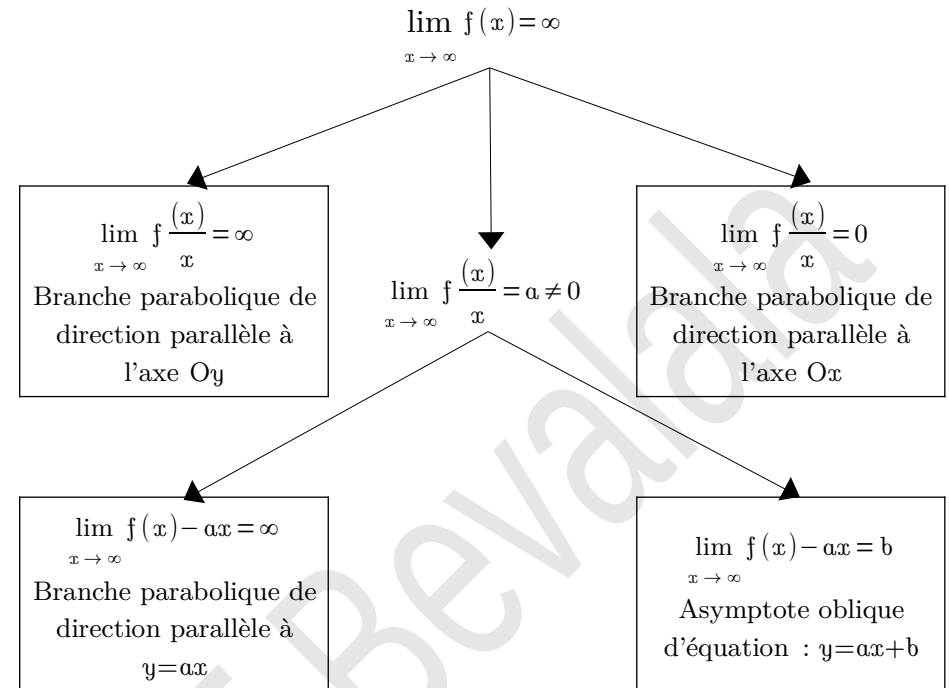 lim f(x)=∞
x → ∞
lim f (x)/x = ∞
x → ∞
Branche parabolique de
direction parallèle à
l'axe Oy
lim f (x)/x = a ≠ 0
x → ∞
lim f (x)/x = 0
x → ∞
Branche parabolique de
direction parallèle à
l'axe Ox
lim f(x)− ax = ∞
x → ∞
Branche parabolique de
direction parallèle à
y=ax
lim f(x)− ax = b
x → ∞
Asymptote oblique
d'équation : y=ax+b
Bevalala